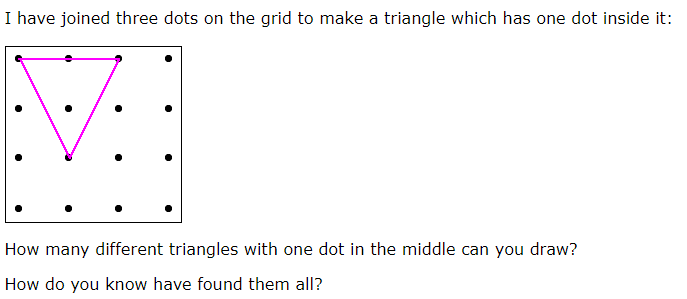 I have joined three dots on the grid to make a triangle which has one dot inside it:
How many different triangles with one dot in the middle can you draw?
How do you know have found them all?